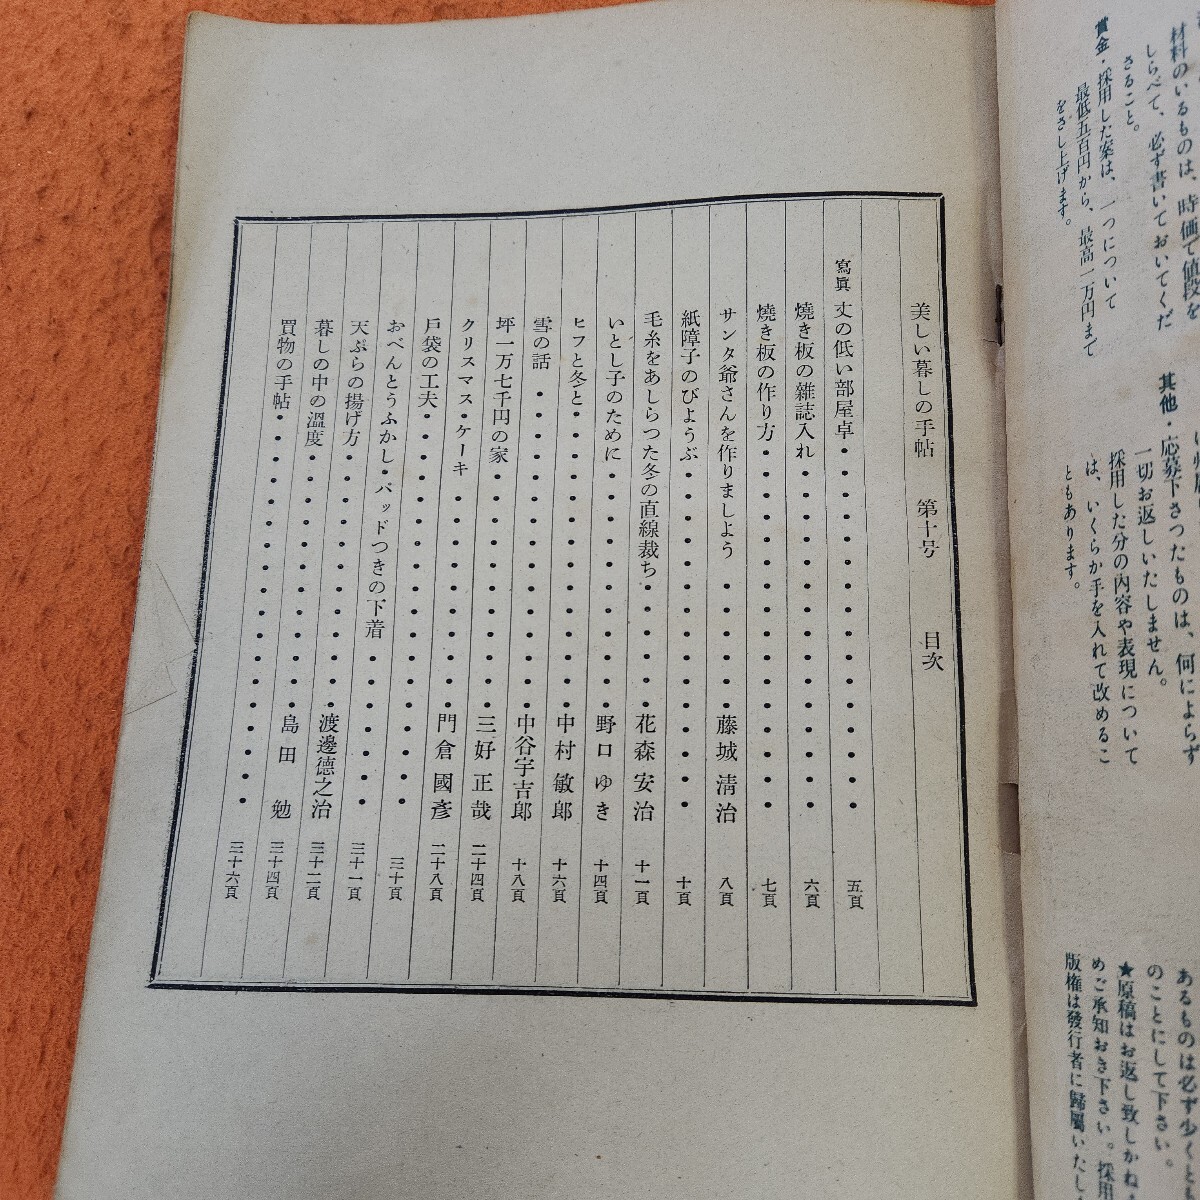 材料のいるものは、時価で値段を
しらべて、必ず書いておいてくだ
さること。
賞金・採用した案は、一つについて
最低五百円から、最高一万円まで
をさし上げます。
其他・応募下さつたものは、何によらず
一切お返しいたしません。
採用した分の内容や表現について
は、いくらか手を入れて改めるこ
ともあります。
あるものは必ず少くとも
のことにして下さい。
★原稿はお返し致しかね
めご承知おき下さい。採用
版権は發行者に歸屬いたし
美しい暮しの手帖 第十号 目次
寫眞 丈の低い部屋卓・・・・・・・・・五頁
燒き板の雜誌入れ・・・・・・・・・六頁
燒き板の作り方・・・・・・・・・七頁
サンタ爺さんを作りましよう・・・藤城清治 八頁
紙障子のびようぶ・・・・・・・・十頁
毛糸をあしらつた冬の直線裁ち・・・花森安治 十一頁
いとし子のために・・・・・・野口ゆき 十四頁
ヒフと冬と・・・・・・・中村敏郎 十六頁
雪の話・・・・・・・・中谷宇吉郎 十八頁
坪一万七千円の家・・・・・・三好正哉 二十四頁
クリスマス・ケーキ・・・・・門倉國彦 二十八頁
戸袋の工夫・・・・・・・・・三十頁
おべんとうふかし・パッドつきの下着・・・・三十一頁
天ぷらの揚げ方・・・・・・渡邊德之治 三十二頁
暮しの中の溫度・・・・・・島田 勉 三十四頁
買物の手帖・・・・・・・・・三十六頁